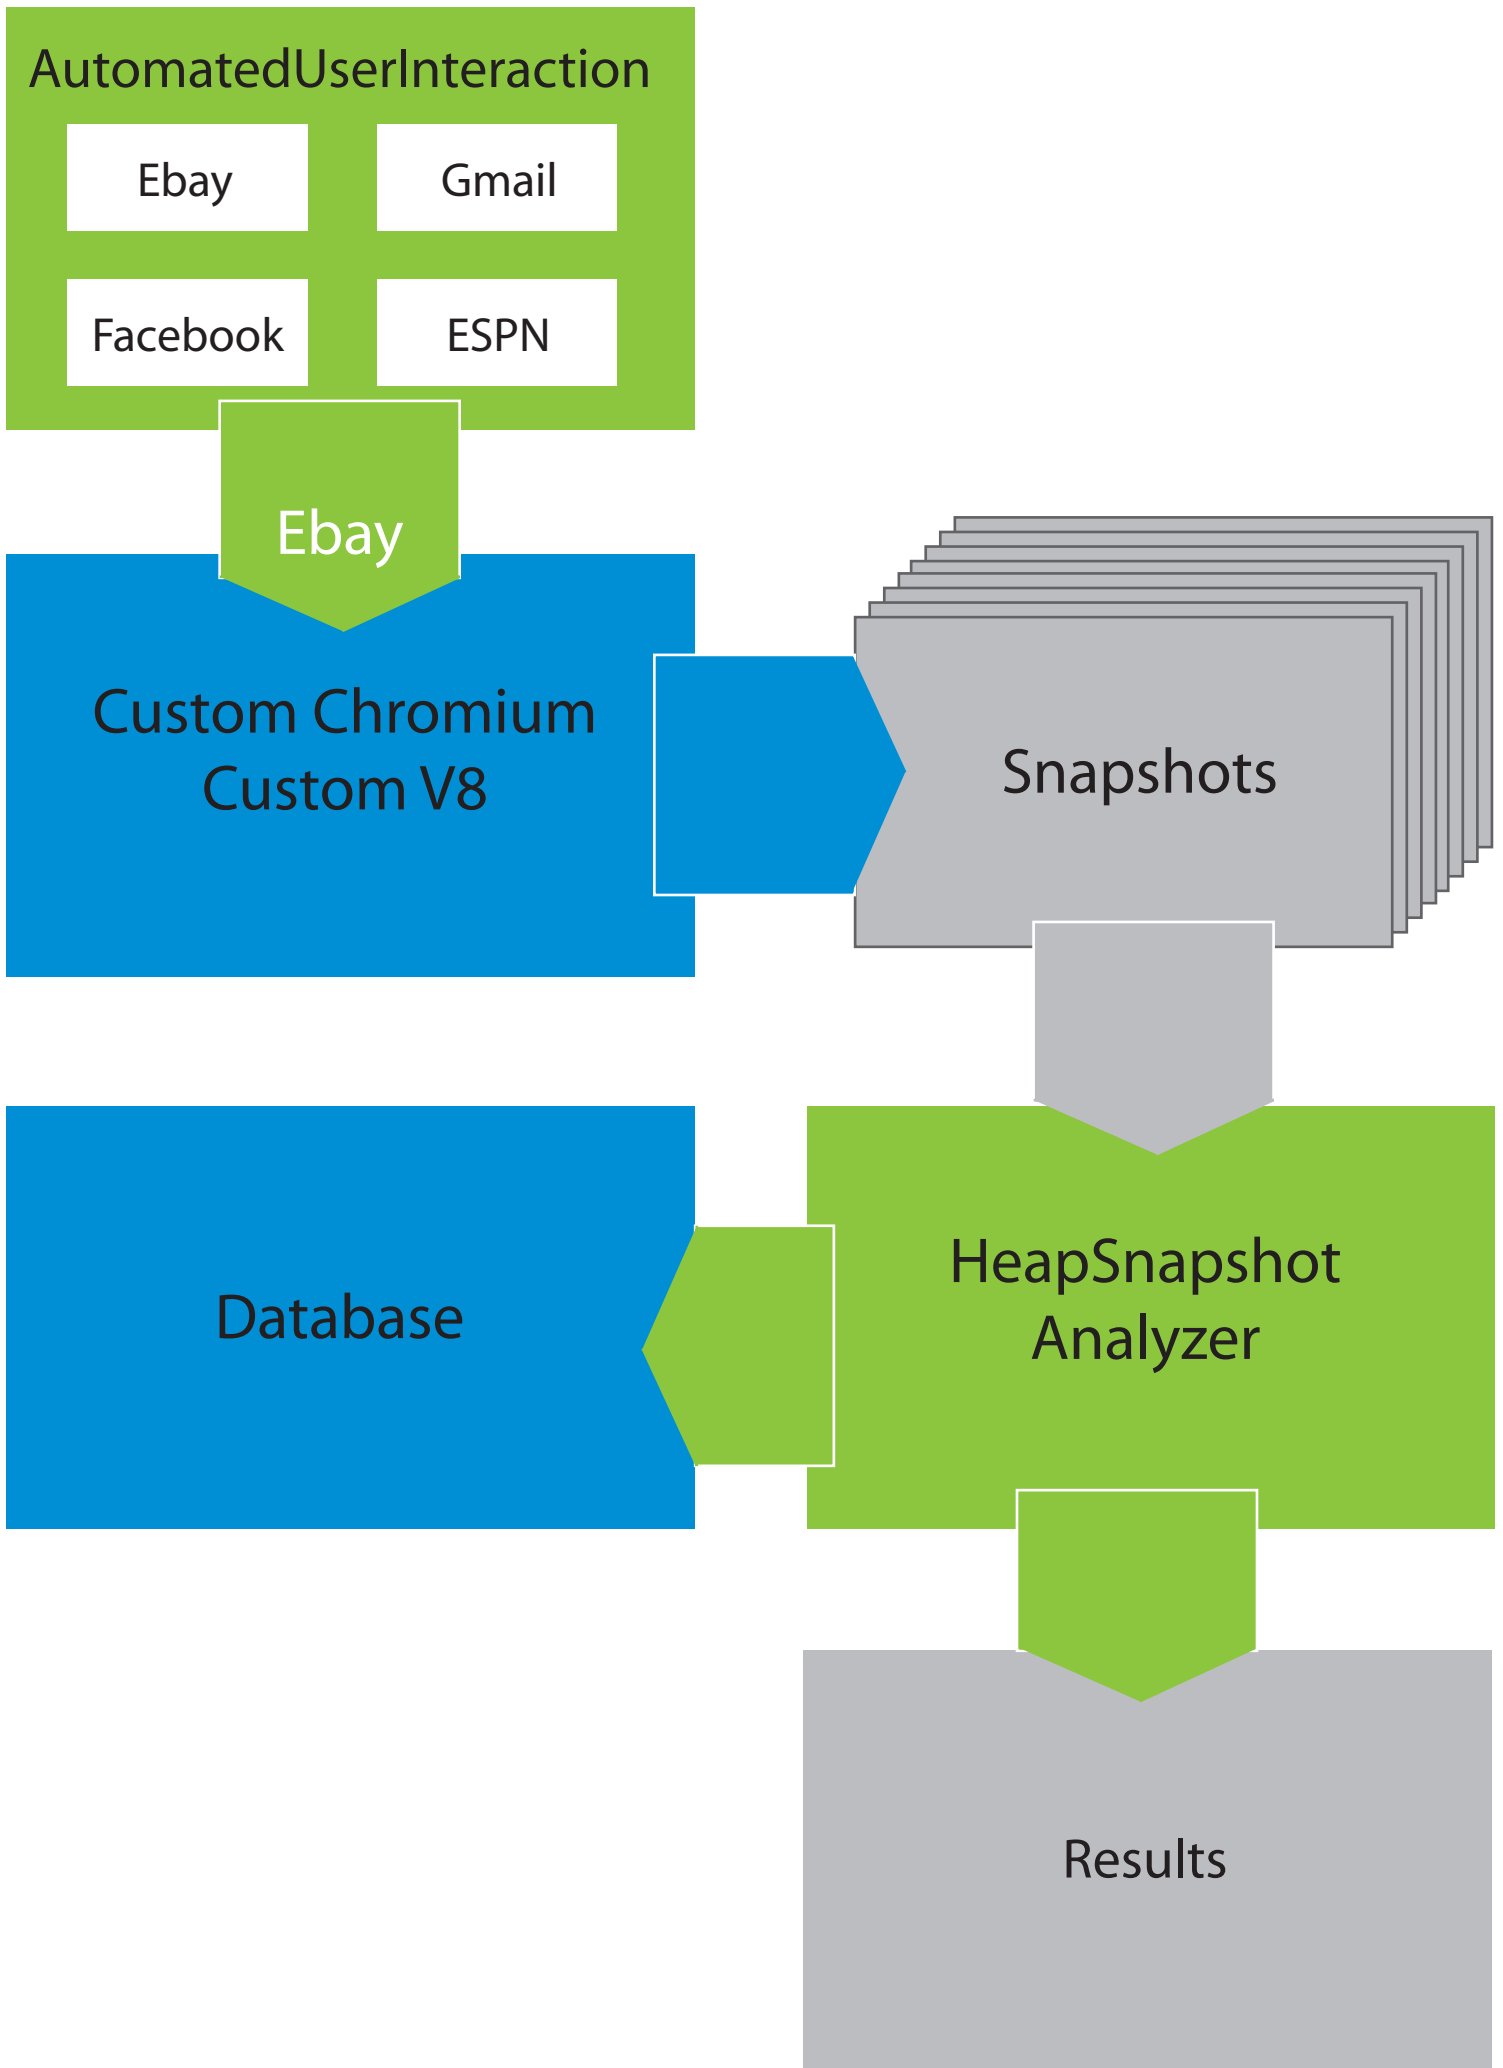 AutomatedUserInteraction
Ebay
Gmail
Facebook
ESPN
Ebay
Custom Chromium
Custom V8
Snapshots
Database
HeapSnapshot
Analyzer
Results